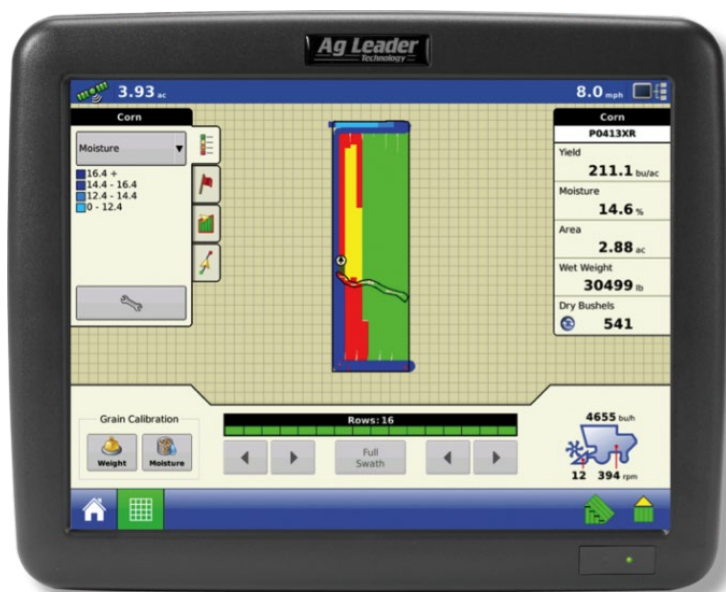 Ag Leader
Technology
3.93 ac
8.0 mph
Corn
Moisture
16.4 +
14.4 - 16.4
12.4 - 14.4
0 - 12.4
Corn
P0413XR
Yield
211.1 bu/ac
Moisture
14.6 %
Area
2.88 ac
Wet Weight
30499 lb
Dry Bushels
541
Grain Calibration
Weight
Moisture
Rows: 16
Full
Swath
4655 bu/h
12 394 rpm